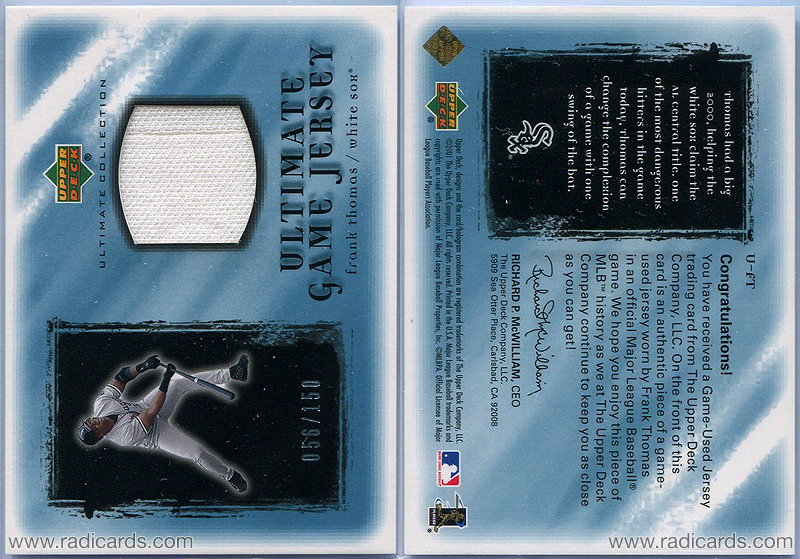 ULTIMATE COLLECTION
UPPER
DECK
ULTIMATE
GAME JERSEY
frank thomas / white sox®
056/150
www.radicards.com
Thomas had a big
2000, helping the
white sox claim the
AL central title. one
of the most dangerous
hitters in the game
today, Thomas can
change the complexion
of a game with one
swing of the bat.
Sox
U-FT
Congratulations!
You have received a Game-Used Jersey
trading card from The Upper Deck
Company, LLC. On the front of this
card is an authentic piece of a game-
used jersey worn by Frank Thomas
in an official Major League Baseball®
game. We hope you enjoy this piece of
MLB® history as we at The Upper Deck
Company continue to keep you as close
as you can get!
Richard P. McWilliam
RICHARD P. McWILLIAM, CEO
The Upper Deck Company, LLC.
5909 Sea Otter Place, Carlsbad, CA 92008
UPPER
DECK
Upper Deck, designs and the card/hologram combination are registered trademarks of The Upper Deck Company, LLC.
©2001 The Upper Deck Company, LLC. All rights reserved. Printed in the U.S.A. Major League Baseball trademarks and
copyrights are used with permission of Major League Baseball Properties, Inc. ©MLBPA. Official Licensee of Major
League Baseball Players Association.
www.radicards.com